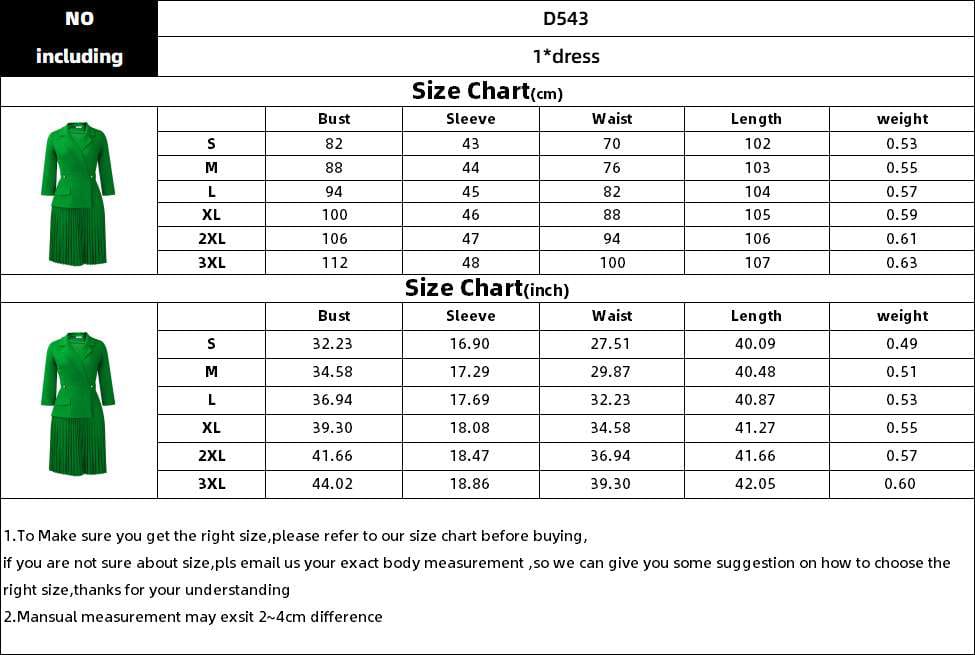 NO D543
including 1*dress
Size Chart(cm)
Bust Sleeve Waist Length weight
S 82 43 70 102 0.53
M 88 44 76 103 0.55
L 94 45 82 104 0.57
XL 100 46 88 105 0.59
2XL 106 47 94 106 0.61
3XL 112 48 100 107 0.63
Size Chart(inch)
Bust Sleeve Waist Length weight
S 32.23 16.90 27.51 40.09 0.49
M 34.58 17.29 29.87 40.48 0.51
L 36.94 17.69 32.23 40.87 0.53
XL 39.30 18.08 34.58 41.27 0.55
2XL 41.66 18.47 36.94 41.66 0.57
3XL 44.02 18.86 39.30 42.05 0.60
1.To Make sure you get the right size,please refer to our size chart before buying,
if you are not sure about size,pls email us your exact body measurement ,so we can give you some suggestion on how to choose the
right size,thanks for your understanding
2.Mansual measurement may exsit 2~4cm difference